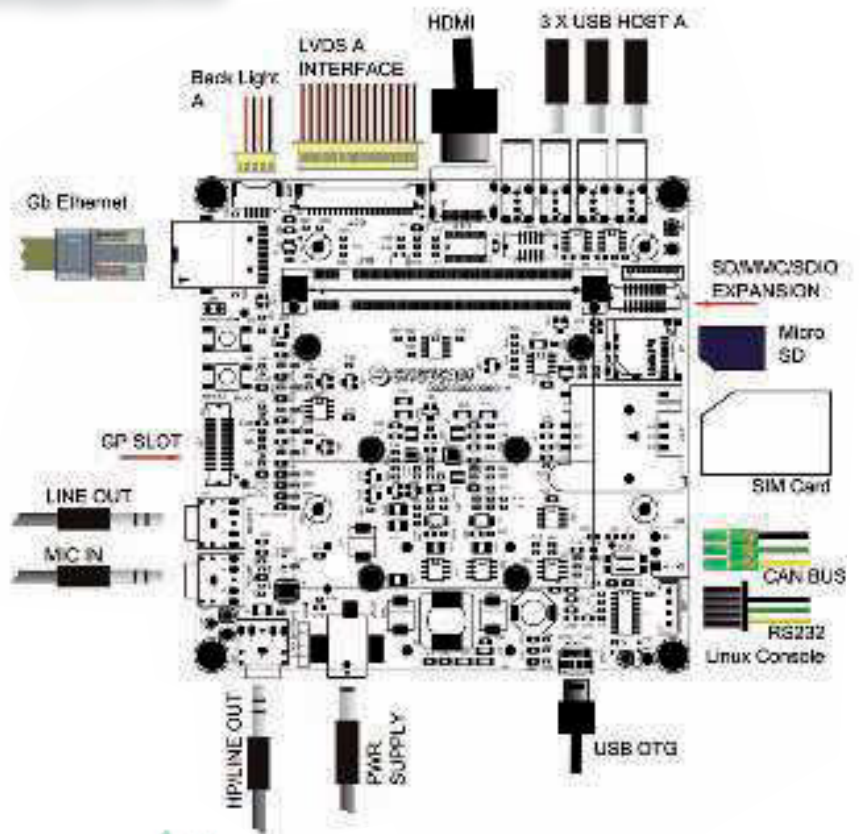 HDMI
3 X USB HOST A
LVDS A
INTERFACE
Back Light
A
Gb Ethernet
SD/MMC/SDIO
EXPANSION
Micro
SD
GP SLOT
SIM Card
LINE OUT
MIC IN
CAN BUS
RS232
Linux Console
HP/LINE OUT
PWR
SUPPLY
USB OTG